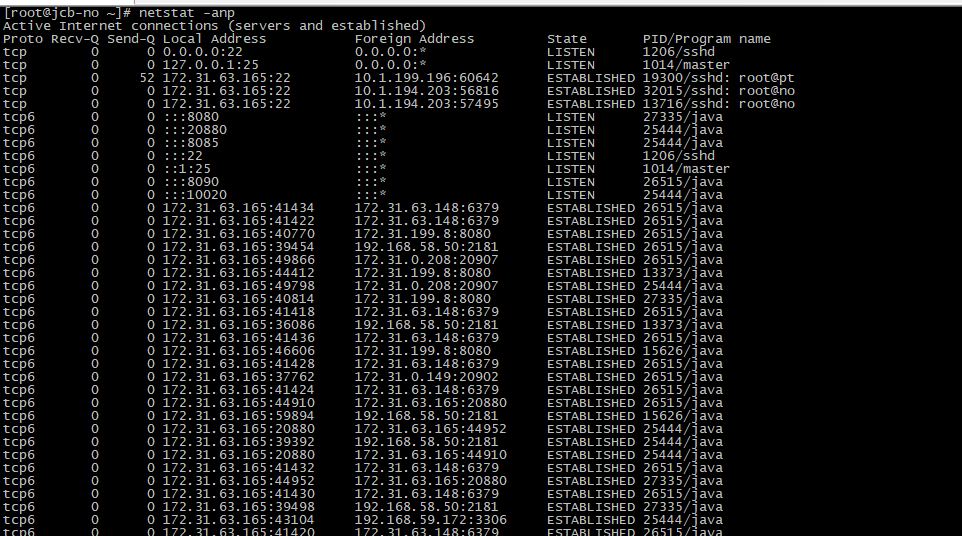 [root@jcb-no ~]# netstat -anp
Active Internet connections (servers and established)
Proto Recv-Q Send-Q Local Address           Foreign Address         State       PID/Program name
tcp        0      0 0.0.0.0:22              0.0.0.0:*               LISTEN      1206/sshd
tcp        0      0 127.0.0.1:25            0.0.0.0:*               LISTEN      1014/master
tcp        0     52 172.31.63.165:22        10.1.199.196:60642      ESTABLISHED 19300/sshd: root@pt
tcp        0      0 172.31.63.165:22        10.1.194.203:56816      ESTABLISHED 32015/sshd: root@no
tcp        0      0 172.31.63.165:22        10.1.194.203:57495      ESTABLISHED 13716/sshd: root@no
tcp6       0      0 :::8080                 :::*                    LISTEN      27335/java
tcp6       0      0 :::20880                :::*                    LISTEN      25444/java
tcp6       0      0 :::8085                 :::*                    LISTEN      25444/java
tcp6       0      0 :::22                   :::*                    LISTEN      1206/sshd
tcp6       0      0 ::1:25                  :::*                    LISTEN      1014/master
tcp6       0      0 :::8090                 :::*                    LISTEN      26515/java
tcp6       0      0 :::10020                :::*                    LISTEN      25444/java
tcp6       0      0 172.31.63.165:41434     172.31.63.148:6379      ESTABLISHED 26515/java
tcp6       0      0 172.31.63.165:41422     172.31.63.148:6379      ESTABLISHED 26515/java
tcp6       0      0 172.31.63.165:40770     172.31.199.8:8080       ESTABLISHED 26515/java
tcp6       0      0 172.31.63.165:39454     192.168.58.50:2181      ESTABLISHED 26515/java
tcp6       0      0 172.31.63.165:49866     172.31.0.208:20907      ESTABLISHED 26515/java
tcp6       0      0 172.31.63.165:44412     172.31.199.8:8080       ESTABLISHED 13373/java
tcp6       0      0 172.31.63.165:49798     172.31.0.208:20907      ESTABLISHED 25444/java
tcp6       0      0 172.31.63.165:40814     172.31.199.8:8080       ESTABLISHED 27335/java
tcp6       0      0 172.31.63.165:41418     172.31.63.148:6379      ESTABLISHED 26515/java
tcp6       0      0 172.31.63.165:36086     192.168.58.50:2181      ESTABLISHED 13373/java
tcp6       0      0 172.31.63.165:41436     172.31.63.148:6379      ESTABLISHED 26515/java
tcp6       0      0 172.31.63.165:46606     172.31.199.8:8080       ESTABLISHED 15626/java
tcp6       0      0 172.31.63.165:41428     172.31.63.148:6379      ESTABLISHED 26515/java
tcp6       0      0 172.31.63.165:37762     172.31.0.149:20902      ESTABLISHED 26515/java
tcp6       0      0 172.31.63.165:41424     172.31.63.148:6379      ESTABLISHED 26515/java
tcp6       0      0 172.31.63.165:44910     172.31.63.165:20880     ESTABLISHED 26515/java
tcp6       0      0 172.31.63.165:59894     192.168.58.50:2181      ESTABLISHED 15626/java
tcp6       0      0 172.31.63.165:20880     172.31.63.165:44952     ESTABLISHED 25444/java
tcp6       0      0 172.31.63.165:39392     192.168.58.50:2181      ESTABLISHED 25444/java
tcp6       0      0 172.31.63.165:20880     172.31.63.165:44910     ESTABLISHED 25444/java
tcp6       0      0 172.31.63.165:41432     172.31.63.148:6379      ESTABLISHED 26515/java
tcp6       0      0 172.31.63.165:44952     172.31.63.165:20880     ESTABLISHED 27335/java
tcp6       0      0 172.31.63.165:41430     172.31.63.148:6379      ESTABLISHED 26515/java
tcp6       0      0 172.31.63.165:39498     192.168.58.50:2181      ESTABLISHED 27335/java
tcp6       0      0 172.31.63.165:43104     192.168.59.172:3306     ESTABLISHED 25444/java
tcp6       0      0 172.31.63.165:41420     172.31.63.148:6379      ESTABLISHED 26515/java